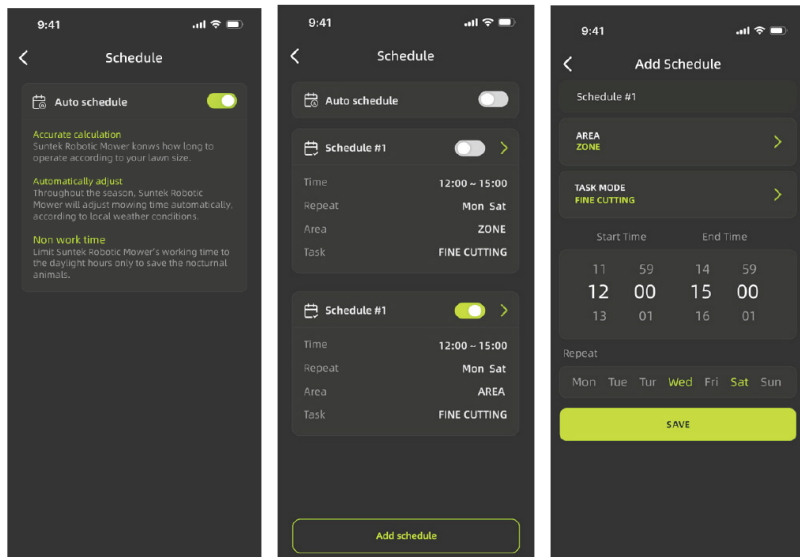 9:41
Schedule
Auto schedule
Accurate calculation
Suntek Robotic Mower konws how long to
operate according to your lawn size.
Automatically adjust
Throughout the season, Suntek Robotic
Mower will adjust mowing time automatically,
according to local weather conditions.
Non work time
Limit Suntek Robotic Mower's working time to
the daylight hours only to save the nocturnal
animals.
9:41
Schedule
Auto schedule
Schedule #1
Time 12:00 ~ 15:00
Repeat Mon Sat
Area ZONE
Task FINE CUTTING
Schedule #1
Time 12:00 ~ 15:00
Repeat Mon Sat
Area AREA
Task FINE CUTTING
Add schedule
9:41
Add Schedule
Schedule #1
AREA
ZONE
TASK MODE
FINE CUTTING
Start Time End Time
11 59 14 59
12 00 15 00
13 01 16 01
Repeat
Mon Tue Tur Wed Fri Sat Sun
SAVE